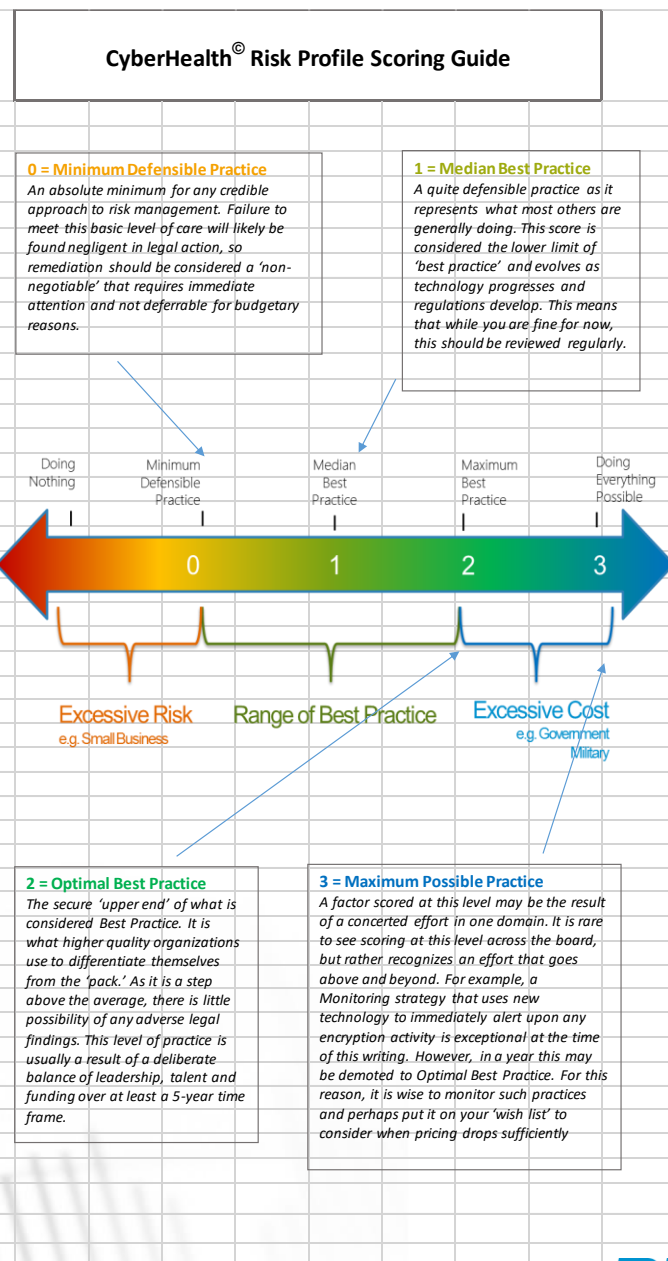 CyberHealth© Risk Profile Scoring Guide
0 = Minimum Defensible Practice
An absolute minimum for any credible
approach to risk management. Failure to
meet this basic level of care will likely be
found negligent in legal action, so
remediation should be considered a ‘non-
negotiable’ that requires immediate
attention and not deferrable for budgetary
reasons.
1 = Median Best Practice
A quite defensible practice as it
represents what most others are
generally doing. This score is
considered the lower limit of
‘best practice’ and evolves as
technology progresses and
regulations develop. This means
that while you are fine for now,
this should be reviewed regularly.
Doing
Nothing
Minimum
Defensible
Practice
Median
Best
Practice
Maximum
Best
Practice
Doing
Everything
Possible
0 1 2 3
Excessive Risk
e.g. Small Business
Range of Best Practice
Excessive Cost
e.g. Government
Military
2 = Optimal Best Practice
The secure ‘upper end’ of what is
considered Best Practice. It is
what higher quality organizations
use to differentiate themselves
from the ‘pack.’ As it is a step
above the average, there is little
possibility of any adverse legal
findings. This level of practice is
usually a result of a deliberate
balance of leadership, talent and
funding over at least a 5-year time
frame.
3 = Maximum Possible Practice
A factor scored at this level may be the result
of a concerted effort in one domain. It is rare
to see scoring at this level across the board,
but rather recognizes an effort that goes
above and beyond. For example, a
Monitoring strategy that uses new
technology to immediately alert upon any
encryption activity is exceptional at the time
of this writing. However, in a year this may
be demoted to Optimal Best Practice. For this
reason, it is wise to monitor such practices
and perhaps put it on your ‘wish list’ to
consider when pricing drops sufficiently